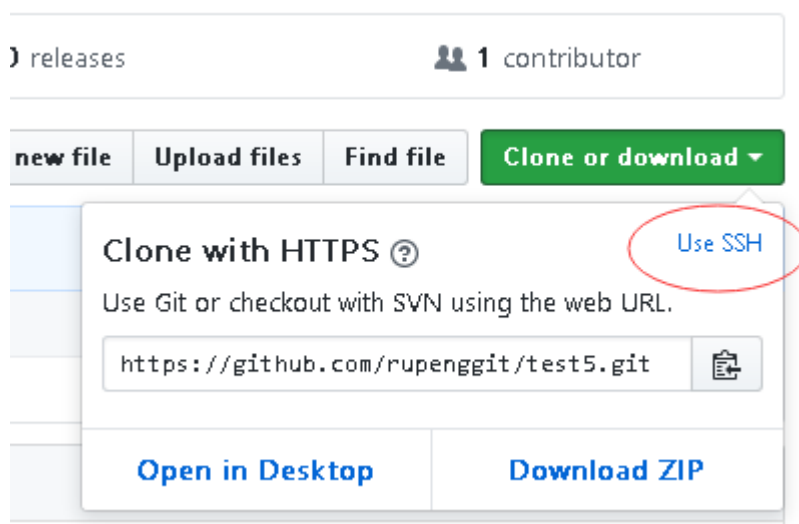 0 releases 1 contributor
new file Upload files Find file Clone or download
Clone with HTTPS ? Use SSH
Use Git or checkout with SVN using the web URL.
https://github.com/rupenggit/test5.git
Open in Desktop Download ZIP